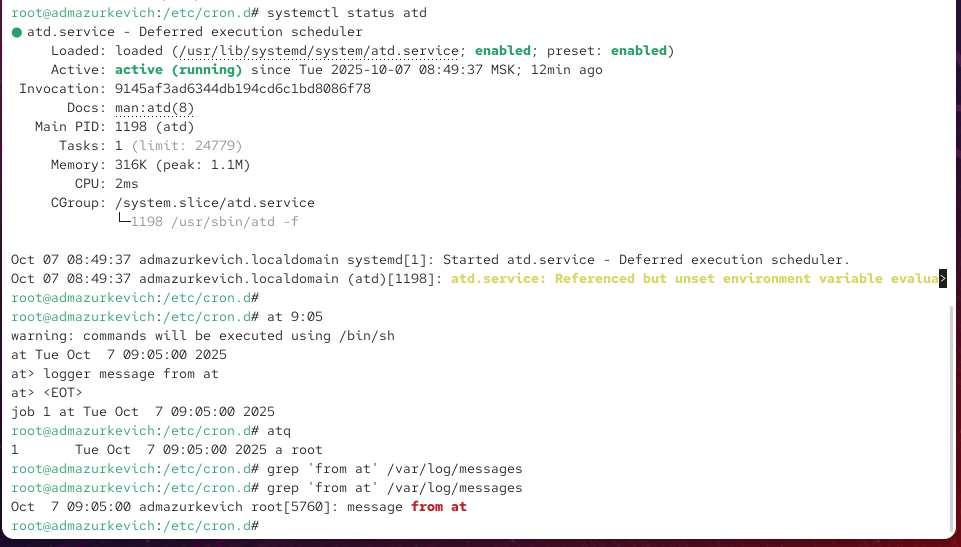 root@admazurkevich:/etc/cron.d# systemctl status atd
● atd.service - Deferred execution scheduler
     Loaded: loaded (/usr/lib/systemd/system/atd.service; enabled; preset: enabled)
     Active: active (running) since Tue 2025-10-07 08:49:37 MSK; 12min ago
 Invocation: 9145af3ad6344db194cd6c1bd8086f78
       Docs: man:atd(8)
   Main PID: 1198 (atd)
      Tasks: 1 (limit: 24779)
     Memory: 316K (peak: 1.1M)
        CPU: 2ms
     CGroup: /system.slice/atd.service
             └─1198 /usr/sbin/atd -f
Oct 07 08:49:37 admazurkevich.localdomain systemd[1]: Started atd.service - Deferred execution scheduler.
Oct 07 08:49:37 admazurkevich.localdomain (atd)[1198]: atd.service: Referenced but unset environment variable evalua>
root@admazurkevich:/etc/cron.d#
root@admazurkevich:/etc/cron.d# at 9:05
warning: commands will be executed using /bin/sh
at Tue Oct  7 09:05:00 2025
at> logger message from at
at> <EOT>
job 1 at Tue Oct  7 09:05:00 2025
root@admazurkevich:/etc/cron.d# atq
1       Tue Oct  7 09:05:00 2025 a root
root@admazurkevich:/etc/cron.d# grep 'from at' /var/log/messages
root@admazurkevich:/etc/cron.d# grep 'from at' /var/log/messages
Oct  7 09:05:00 admazurkevich root[5760]: message from at
root@admazurkevich:/etc/cron.d#